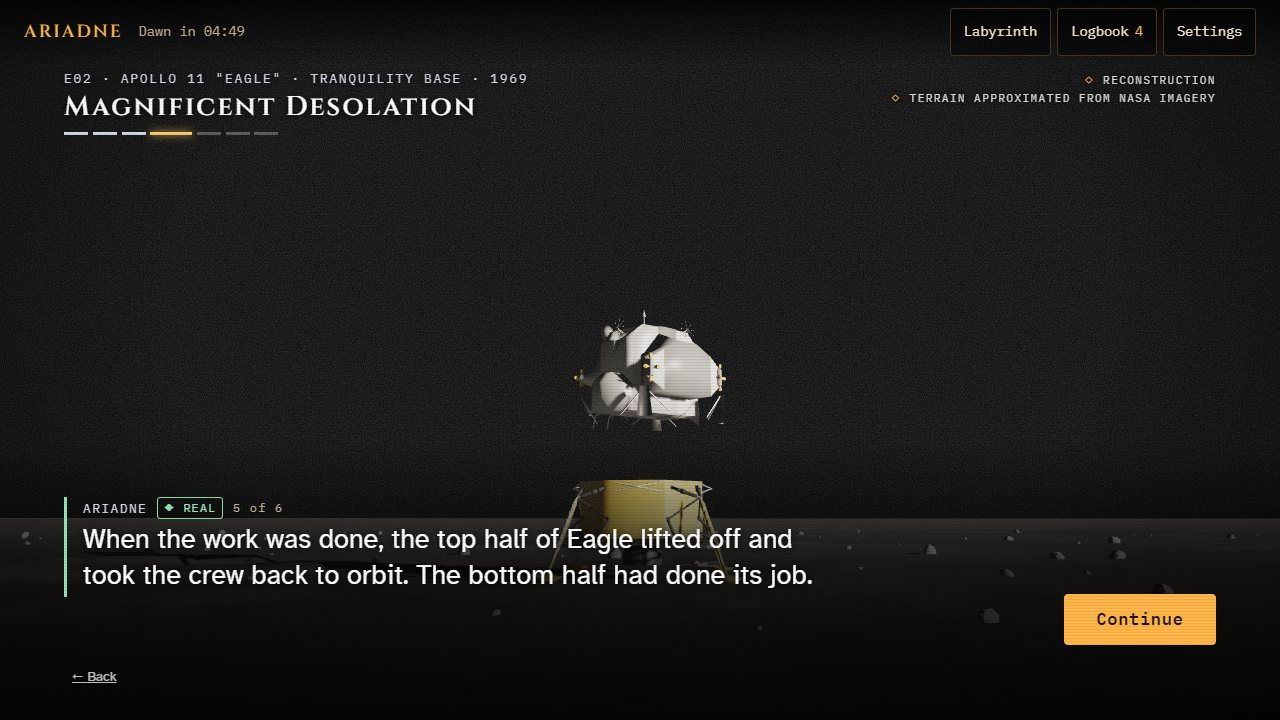 ARIADNE Dawn in 04:49 Labyrinth Logbook 4 Settings
E02 · APOLLO 11 "EAGLE" · TRANQUILITY BASE · 1969
MAGNIFICENT DESOLATION
◇ RECONSTRUCTION
◇ TERRAIN APPROXIMATED FROM NASA IMAGERY
ARIADNE ◆ REAL 5 of 6
When the work was done, the top half of Eagle lifted off and
took the crew back to orbit. The bottom half had done its job.
Continue
← Back